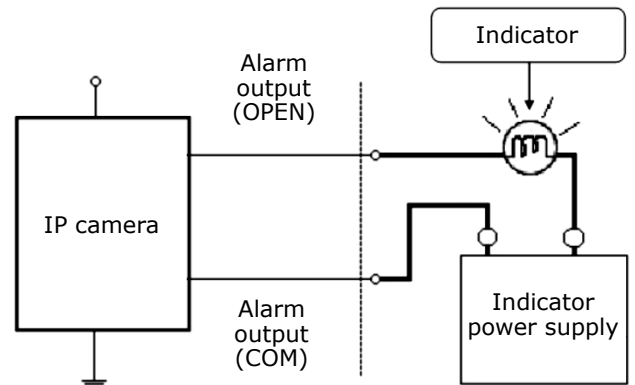 Indicator
Alarm
output
(OPEN)
IP camera
Alarm
output
(COM)
Indicator
power supply